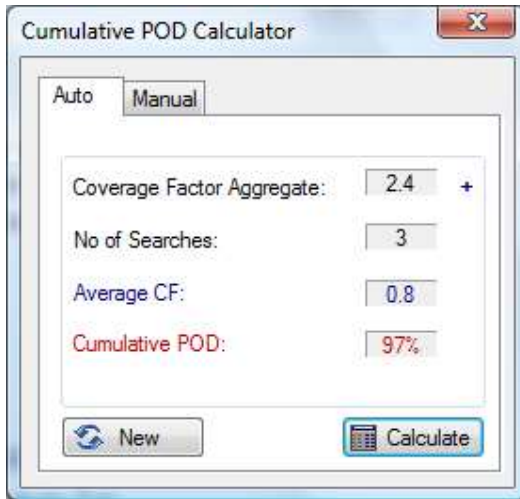 Cumulative POD Calculator
Auto Manual
Coverage Factor Aggregate: 2.4 +
No of Searches: 3
Average CF: 0.8
Cumulative POD: 97%
New Calculate